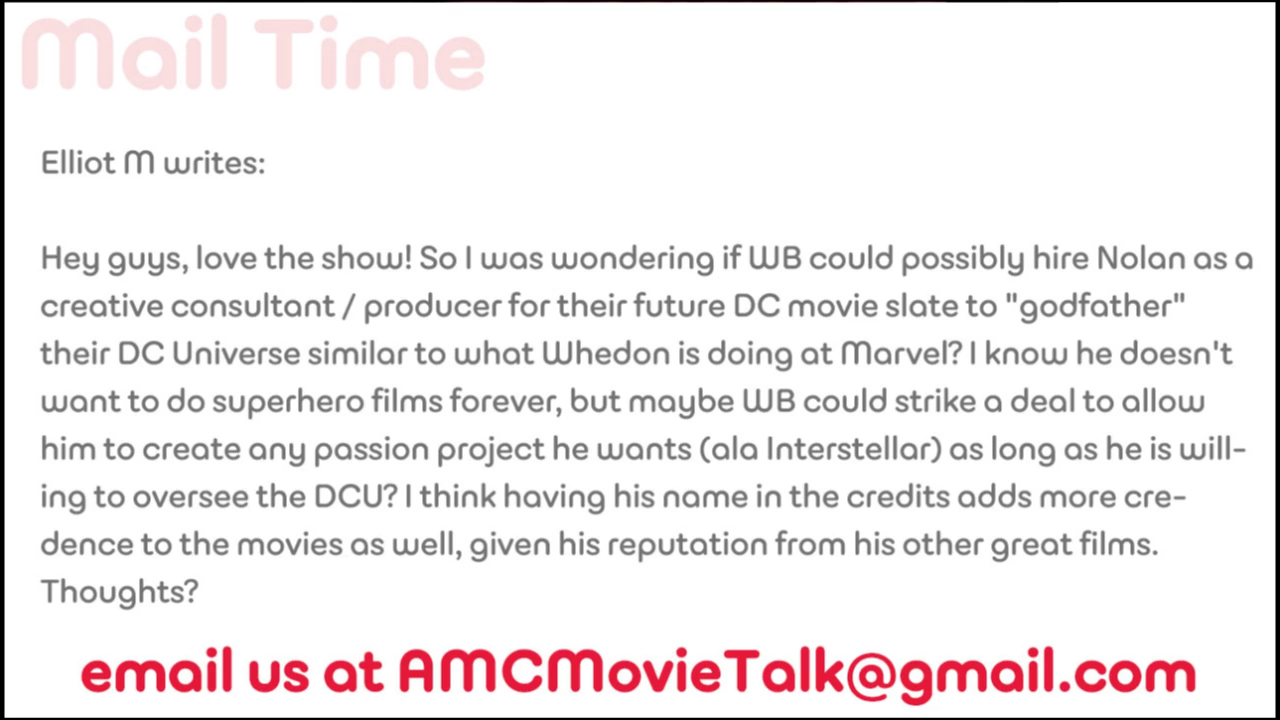 Mail Time
Elliot M writes:
Hey guys, love the show! So I was wondering if WB could possibly hire Nolan as a
creative consultant / producer for their future DC movie slate to "godfather"
their DC Universe similar to what Whedon is doing at Marvel? I know he doesn't
want to do superhero films forever, but maybe WB could strike a deal to allow
him to create any passion project he wants (ala Interstellar) as long as he is will-
ing to oversee the DCU? I think having his name in the credits adds more cre-
dence to the movies as well, given his reputation from his other great films.
Thoughts?
email us at AMCMovieTalk@gmail.com